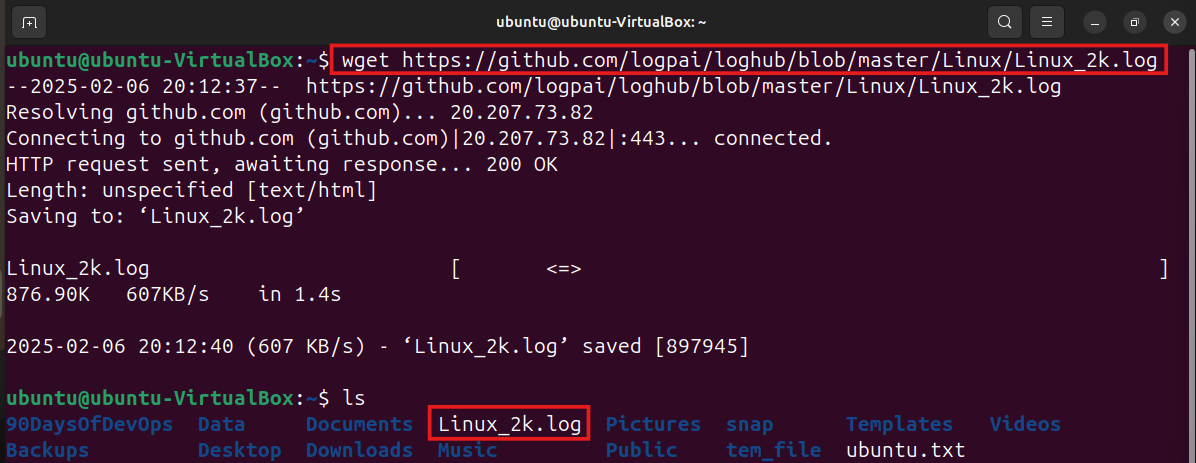 ubuntu@ubuntu-VirtualBox: ~
ubuntu@ubuntu-VirtualBox:~$ wget https://github.com/logpai/loghub/blob/master/Linux/Linux_2k.log
--2025-02-06 20:12:37--  https://github.com/logpai/loghub/blob/master/Linux/Linux_2k.log
Resolving github.com (github.com)... 20.207.73.82
Connecting to github.com (github.com)|20.207.73.82|:443... connected.
HTTP request sent, awaiting response... 200 OK
Length: unspecified [text/html]
Saving to: ‘Linux_2k.log’
Linux_2k.log                         [       <=>                                                ]
876.90K   607KB/s    in 1.4s
2025-02-06 20:12:40 (607 KB/s) - ‘Linux_2k.log’ saved [897945]
ubuntu@ubuntu-VirtualBox:~$ ls
90DaysOfDevOps  Data     Documents  Linux_2k.log  Pictures  snap      Templates   Videos
Backups         Desktop  Downloads  Music         Public    tem_file  ubuntu.txt